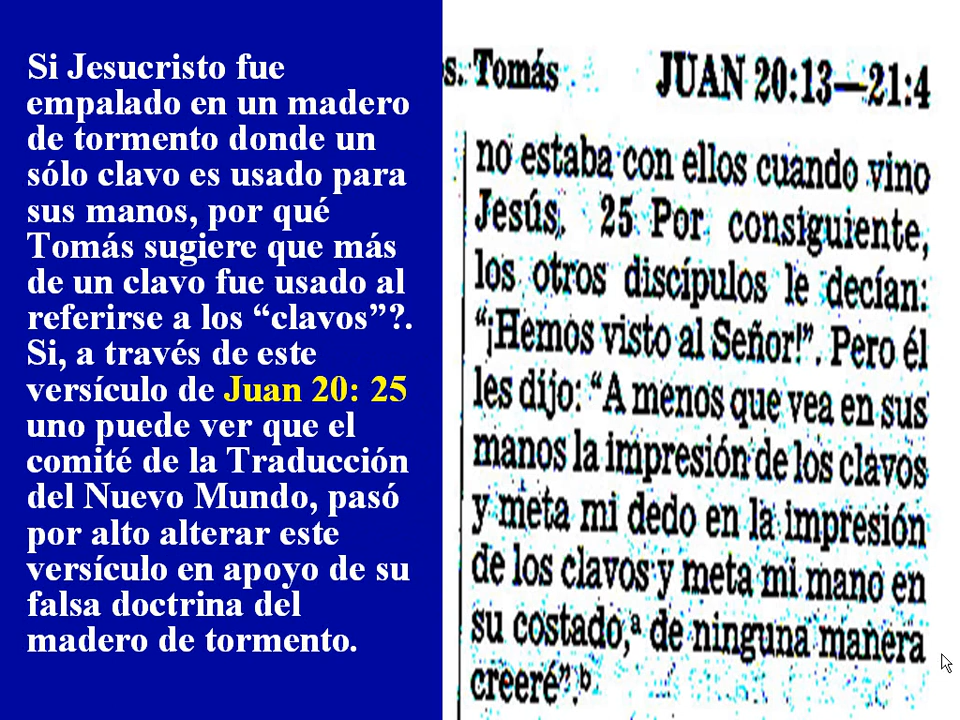 Si Jesucristo fue
empalado en un madero
de tormento donde un
sólo clavo es usado para
sus manos, por qué
Tomás sugiere que más
de un clavo fue usado al
referirse a los “clavos”?.
Si, a través de este
versículo de Juan 20: 25
uno puede ver que el
comité de la Traducción
del Nuevo Mundo, pasó
por alto alterar este
versículo en apoyo de su
falsa doctrina del
madero de tormento.
s. Tomás JUAN 20:13—21:4
no estaba con ellos cuando vino
Jesús. 25 Por consiguiente,
los otros discípulos le decían:
“¡Hemos visto al Señor!”. Pero él
les dijo: “A menos que vea en sus
manos la impresión de los clavos
y meta mi dedo en la impresión
de los clavos y meta mi mano en
su costado,ª de ninguna manera
creeré”.ᵇ